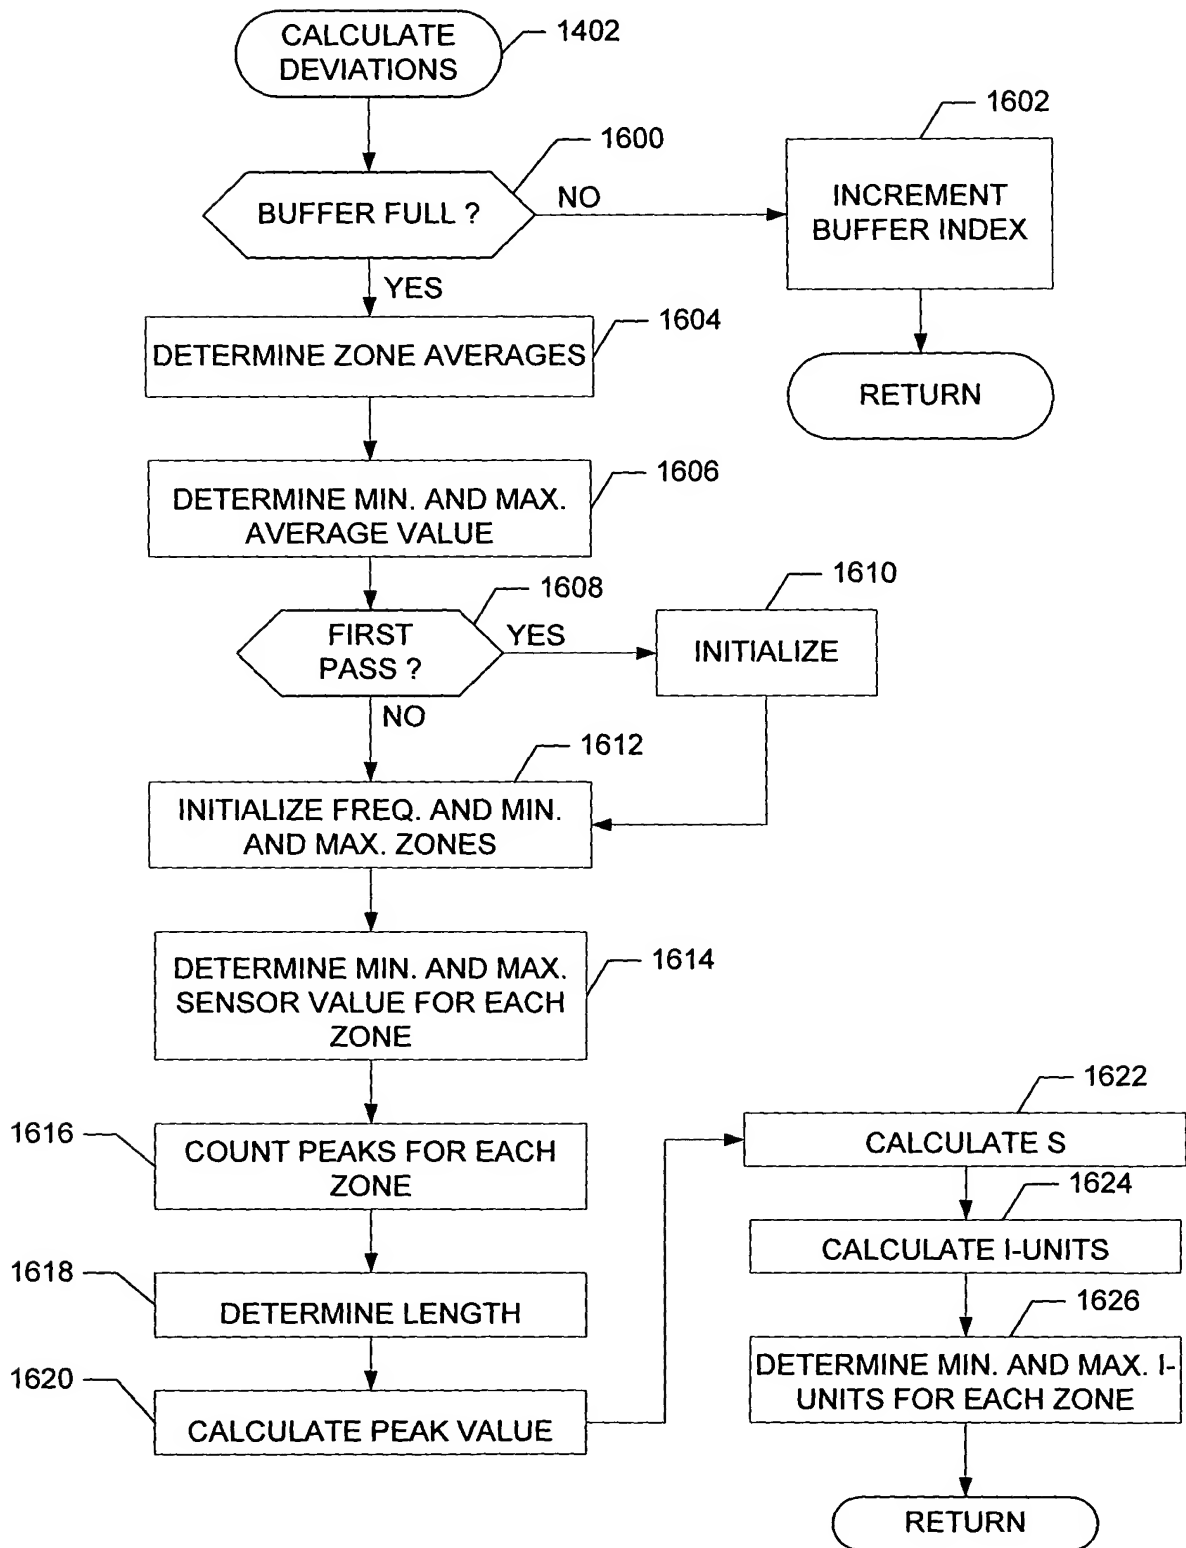 CALCULATE
DEVIATIONS
1402
1600
BUFFER FULL ?
NO
1602
INCREMENT
BUFFER INDEX
RETURN
YES
1604
DETERMINE ZONE AVERAGES
1606
DETERMINE MIN. AND MAX.
AVERAGE VALUE
1608
FIRST
PASS ?
YES
1610
INITIALIZE
NO
1612
INITIALIZE FREQ. AND MIN.
AND MAX. ZONES
1614
DETERMINE MIN. AND MAX.
SENSOR VALUE FOR EACH
ZONE
1616
COUNT PEAKS FOR EACH
ZONE
1618
DETERMINE LENGTH
1620
CALCULATE PEAK VALUE
1622
CALCULATE S
1624
CALCULATE I-UNITS
1626
DETERMINE MIN. AND MAX. I-
UNITS FOR EACH ZONE
RETURN